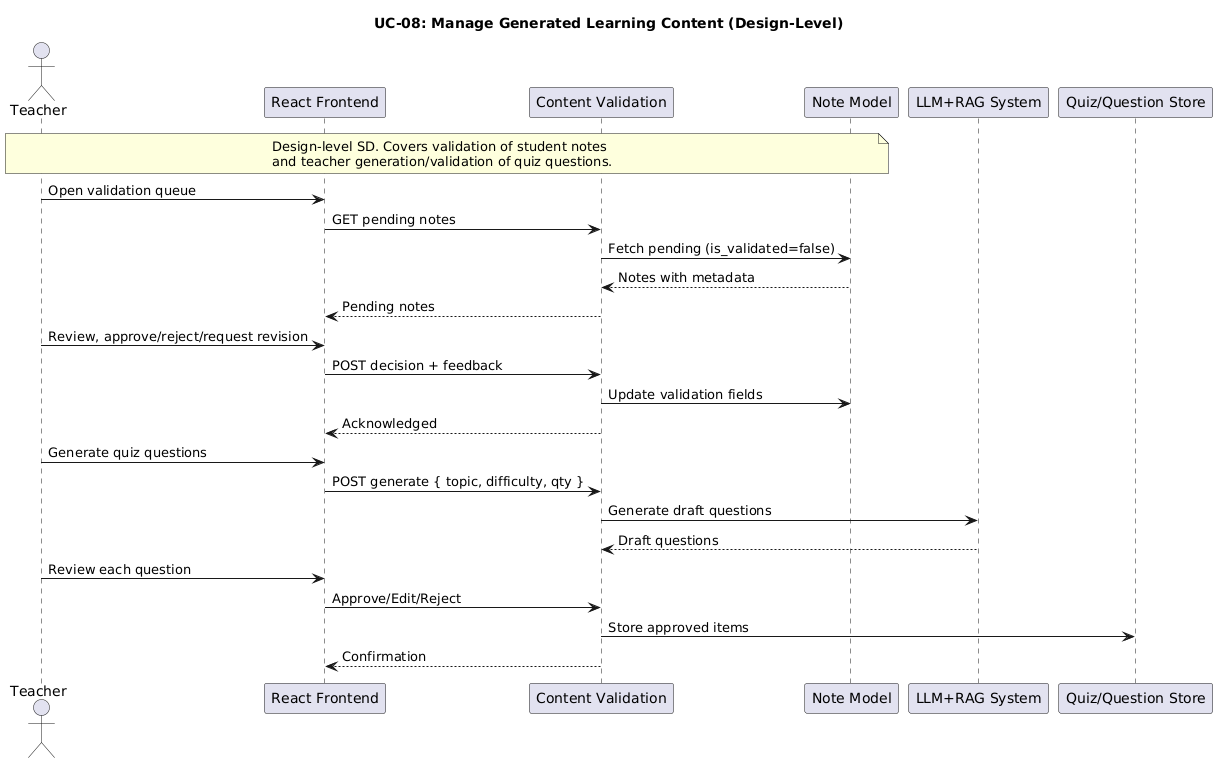 UC-08: Manage Generated Learning Content (Design-Level)
Teacher
React Frontend
Content Validation
Note Model
LLM+RAG System
Quiz/Question Store
Design-level SD. Covers validation of student notes
and teacher generation/validation of quiz questions.
Open validation queue
GET pending notes
Fetch pending (is_validated=false)
Notes with metadata
Pending notes
Review, approve/reject/request revision
POST decision + feedback
Update validation fields
Acknowledged
Generate quiz questions
POST generate { topic, difficulty, qty }
Generate draft questions
Draft questions
Review each question
Approve/Edit/Reject
Store approved items
Confirmation
Teacher
React Frontend
Content Validation
Note Model
LLM+RAG System
Quiz/Question Store